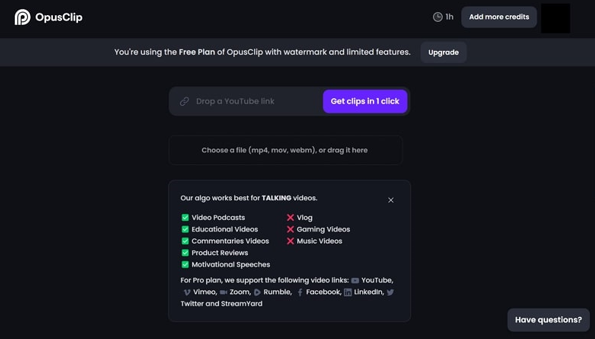 OpusClip
1h
Add more credits
You're using the Free Plan of OpusClip with watermark and limited features.
Upgrade
Drop a YouTube link
Get clips in 1 click
Choose a file (mp4, mov, webm), or drag it here
Our algo works best for TALKING videos.
Video Podcasts
Vlog
Educational Videos
Gaming Videos
Commentaries Videos
Music Videos
Product Reviews
Motivational Speeches
For Pro plan, we support the following video links: YouTube,
Vimeo, Zoom, Rumble, Facebook, LinkedIn,
Twitter and StreamYard
Have questions?